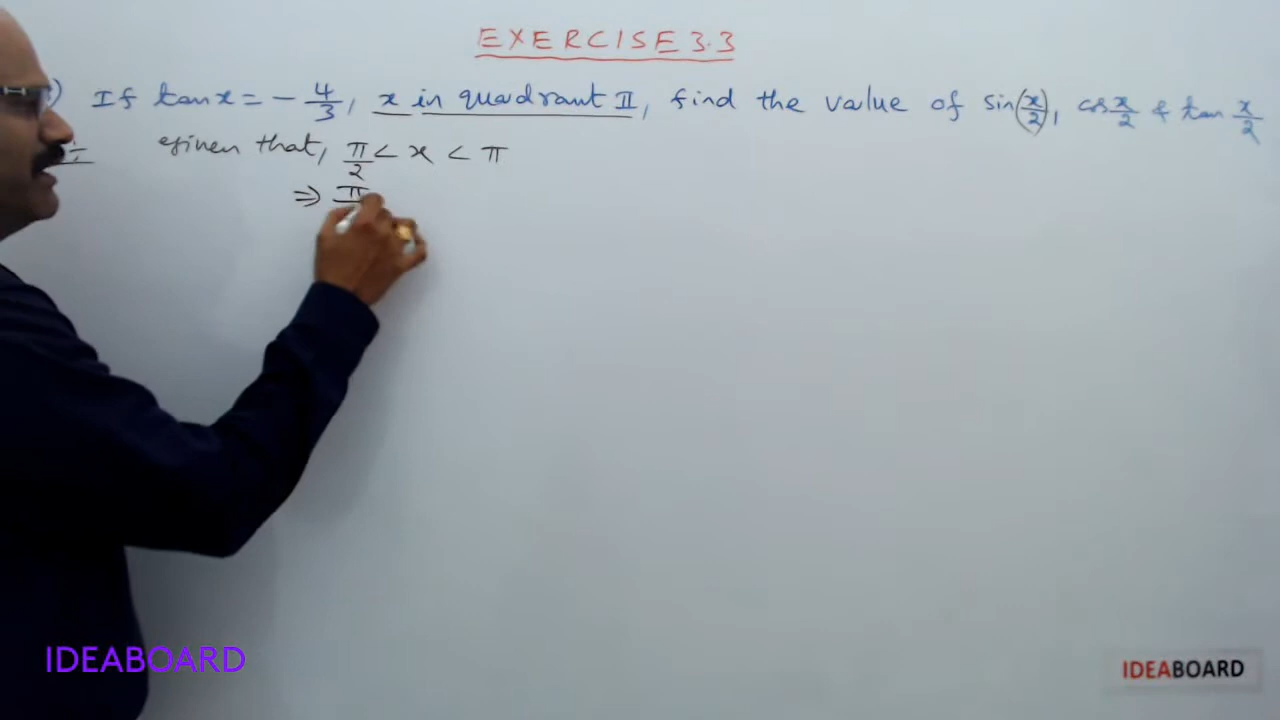 EXERCISE 3.3
) If tan x = - 4/3, x in quadrant II, find the value of sin(x/2), cos x/2 & tan x/2
given that, π/2 < x < π
⇒ π
IDEABOARD
IDEABOARD